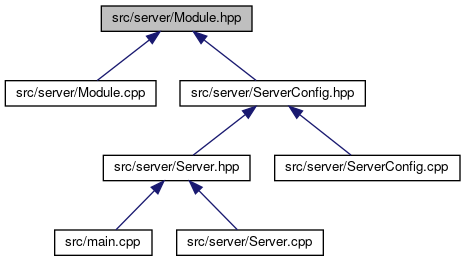 src/server/Module.hpp
src/server/Module.cpp
src/server/ServerConfig.hpp
src/server/Server.hpp
src/server/ServerConfig.cpp
src/main.cpp
src/server/Server.cpp